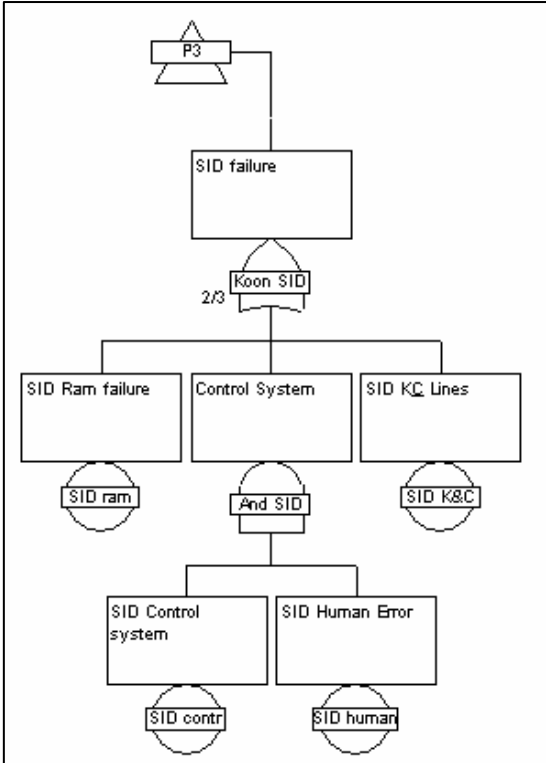 P3
SID failure
Koon SID
2/3
SID Ram failure
Control System
SID KC Lines
SID ram
And SID
SID K&C
SID Control
system
SID Human Error
SID contr
SID human